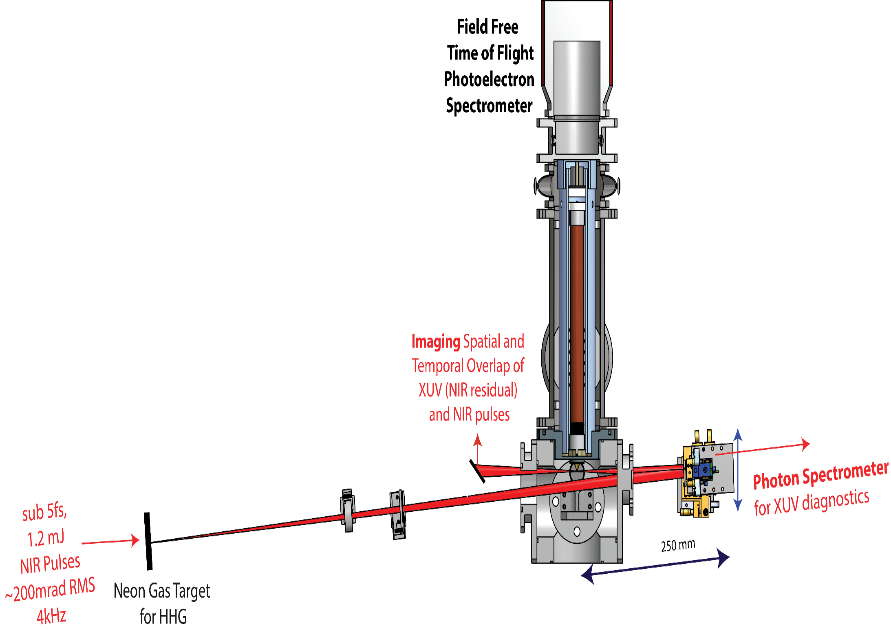 Field Free
Time of Flight
Photoelectron
Spectrometer
Imaging Spatial and
Temporal Overlap of
XUV (NIR residual)
and NIR pulses
Photon Spectrometer
for XUV diagnostics
250 mm
sub 5fs,
1.2 mJ
NIR Pulses
~200mrad RMS
4kHz
Neon Gas Target
for HHG